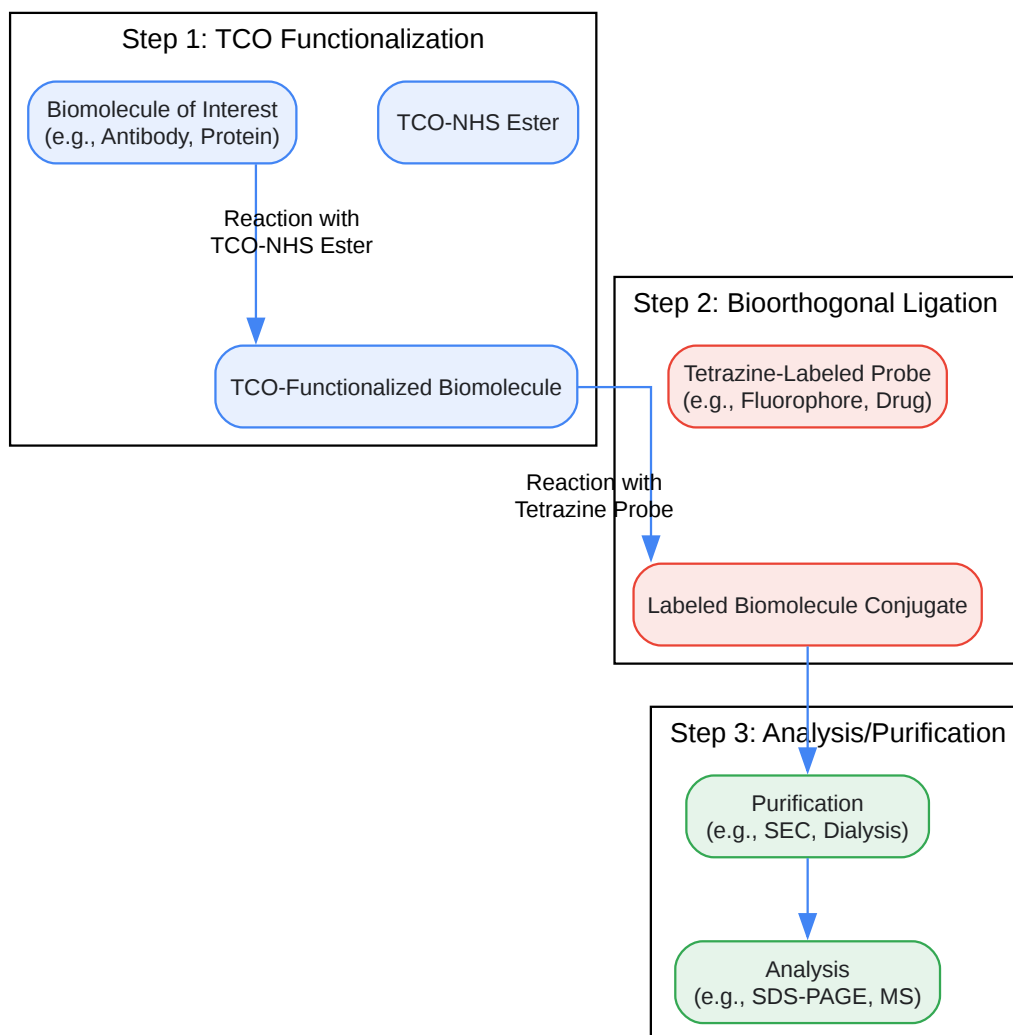 Step 1: TCO Functionalization
Biomolecule of Interest
(e.g., Antibody, Protein)
TCO-NHS Ester
Reaction with
TCO-NHS Ester
TCO-Functionalized Biomolecule
Step 2: Bioorthogonal Ligation
Tetrazine-Labeled Probe
(e.g., Fluorophore, Drug)
Reaction with
Tetrazine Probe
Labeled Biomolecule Conjugate
Step 3: Analysis/Purification
Purification
(e.g., SEC, Dialysis)
Analysis
(e.g., SDS-PAGE, MS)